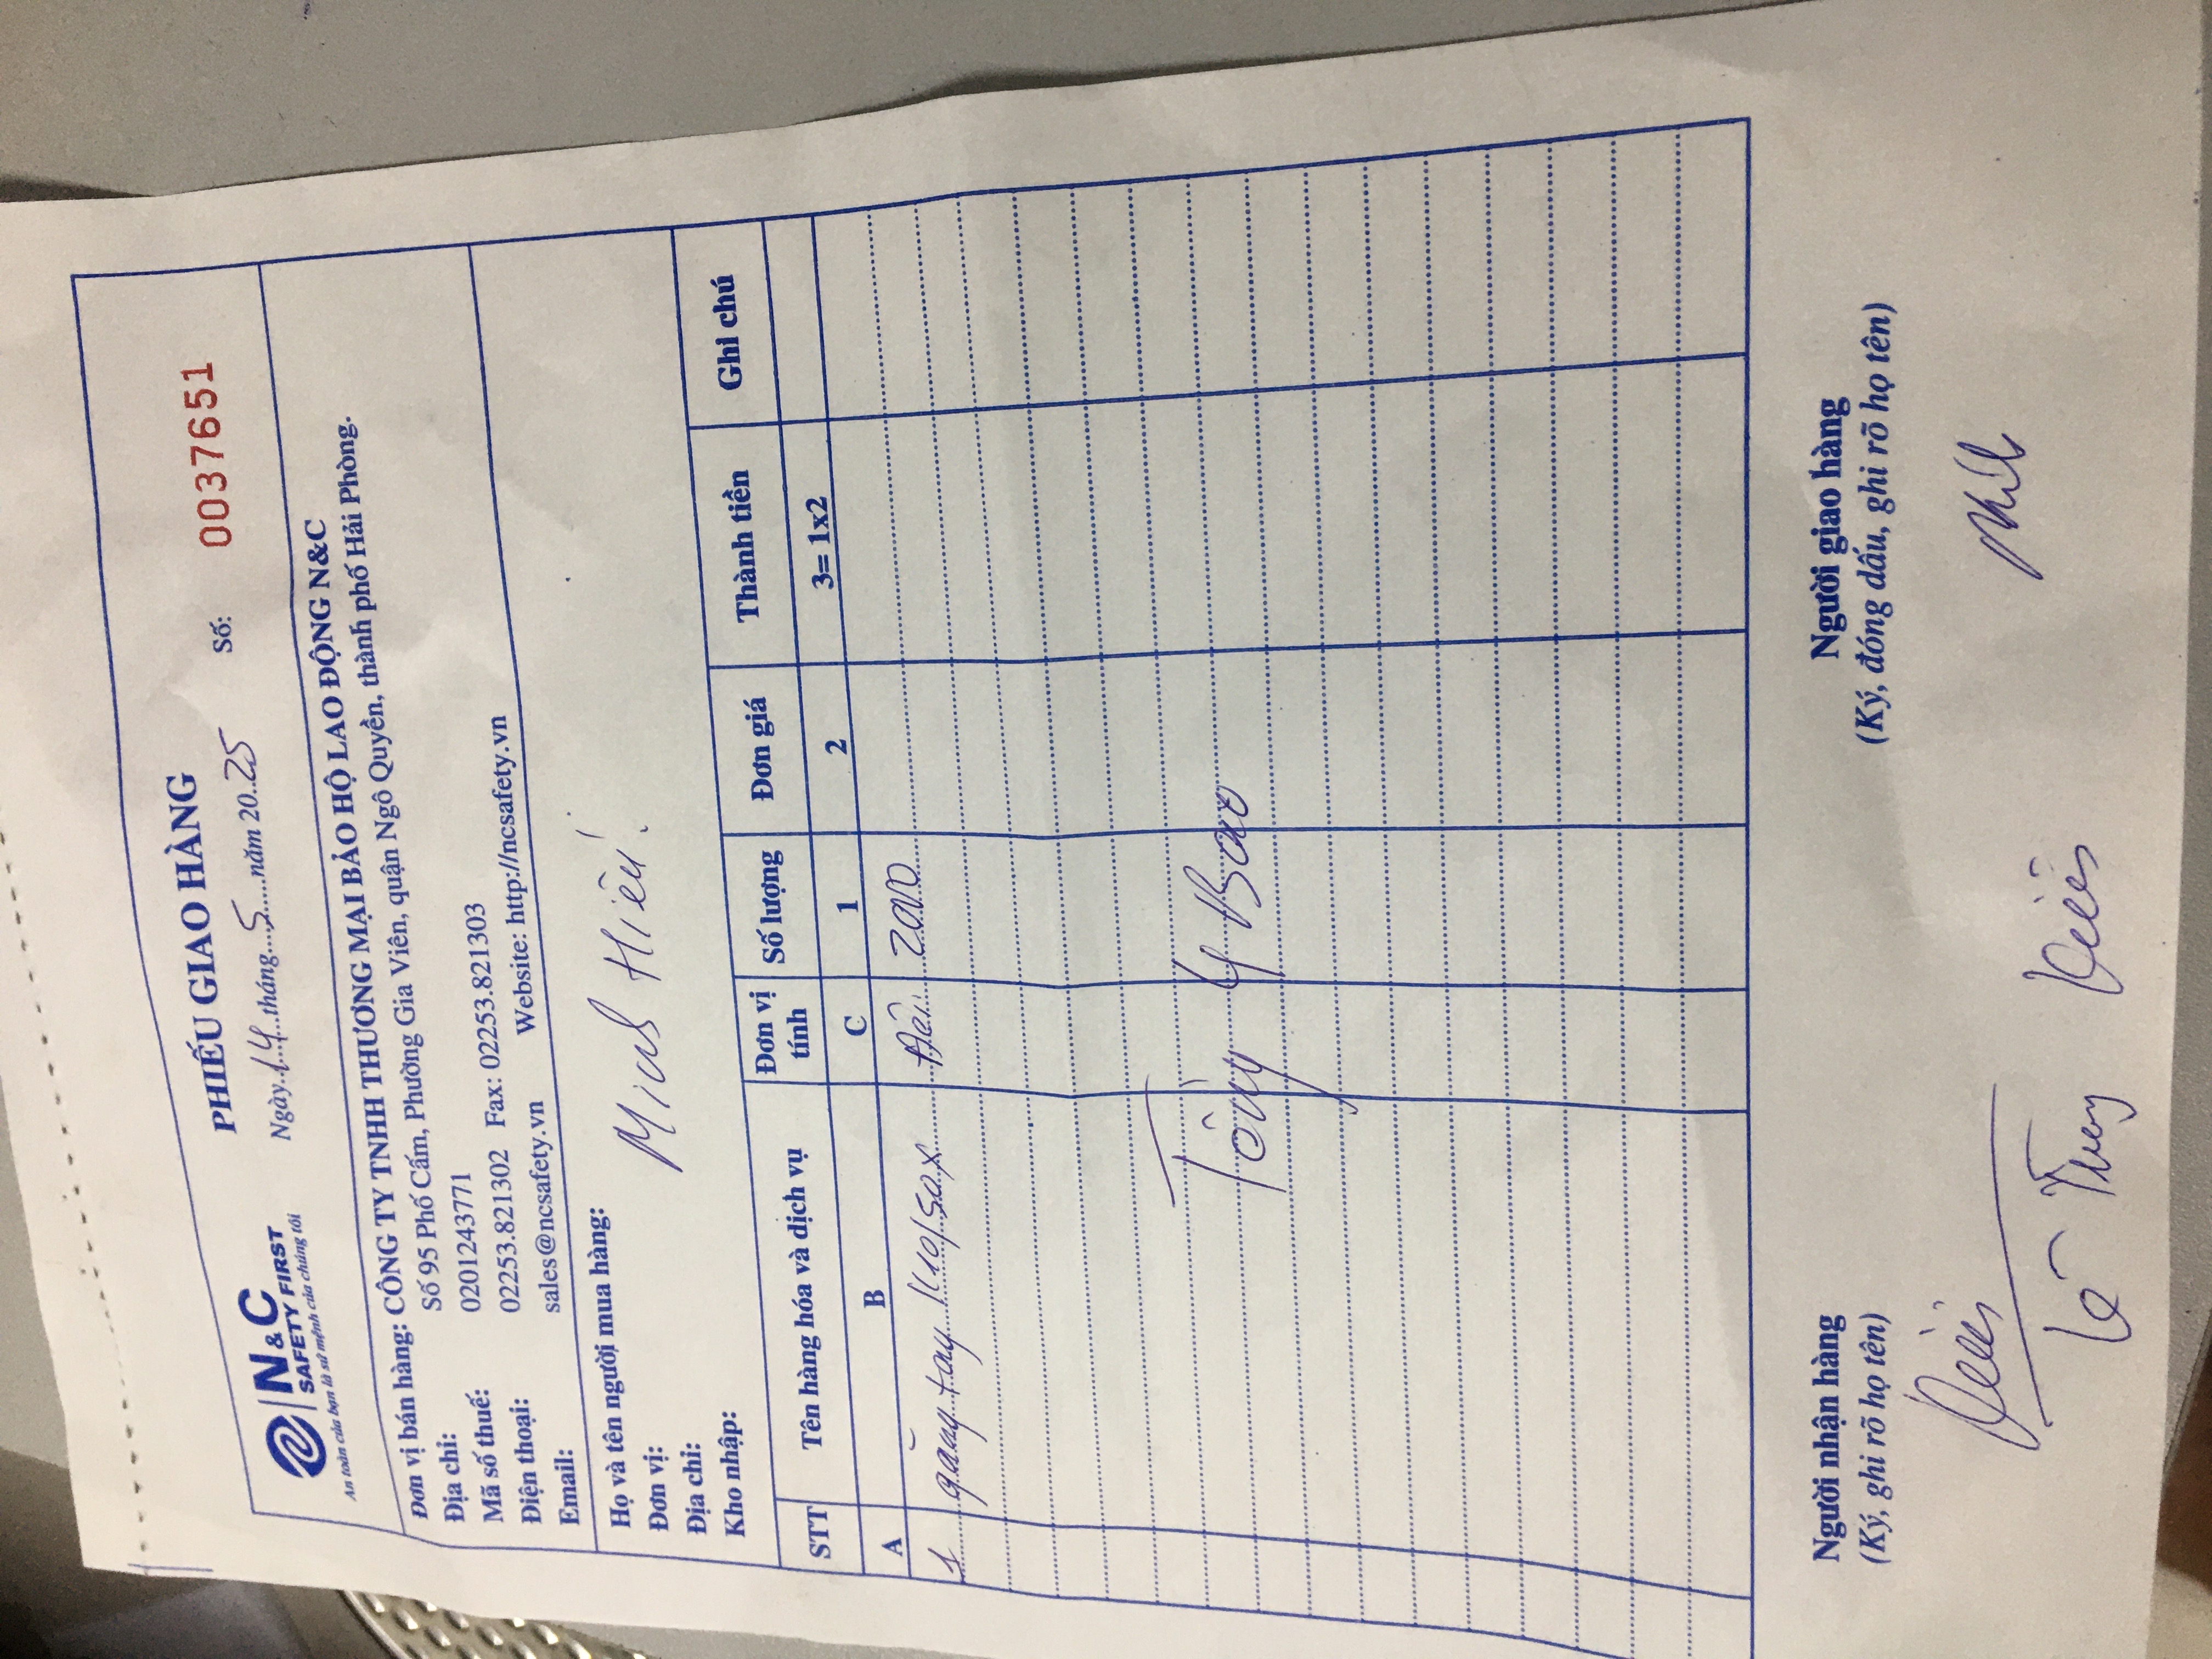 N&C
SAFETY FIRST
An toàn của bạn là sứ mệnh của chúng tôi
PHIẾU GIAO HÀNG
Ngày 14 tháng 5 năm 2025
Số: 0037651
Đơn vị bán hàng: CÔNG TY TNHH THƯƠNG MẠI BẢO HỘ LAO ĐỘNG N&C
Địa chỉ: Số 95 Phố Cấm, Phường Gia Viên, quận Ngô Quyền, thành phố Hải Phòng.
Mã số thuế: 0201243771
Điện thoại: 02253.821302 Fax: 02253.821303
Email: sales@ncsafety.vn Website: http://ncsafety.vn
Họ và tên người mua hàng:
Minh Hiếu
Đơn vị:
Địa chỉ:
Kho nhập:
STT Tên hàng hóa và dịch vụ Đơn vị tính Số lượng Đơn giá Thành tiền Ghi chú
A B C 1 2 3= 1x2
1 găng tay Đôi 2000
Tổng 4 Bao
Người nhận hàng Người giao hàng
(Ký, ghi rõ họ tên) (Ký, đóng dấu, ghi rõ họ tên)